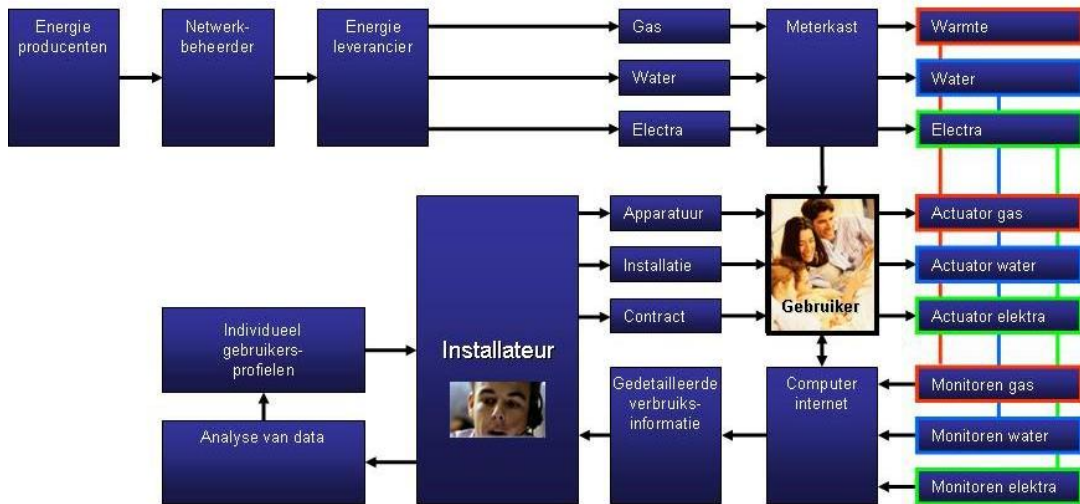 Energie
producenten
Netwerk-
beheerder
Energie
leverancier
Gas
Water
Electra
Meterkast
Warmte
Water
Electra
Apparatuur
Installatie
Contract
Gebruiker
Actuator gas
Actuator water
Actuator elektra
Individueel
gebruikers-
profielen
Analyse van data
Installateur
Gedetailleerde
verbruiks-
informatie
Computer
internet
Monitoren gas
Monitoren water
Monitoren elektra